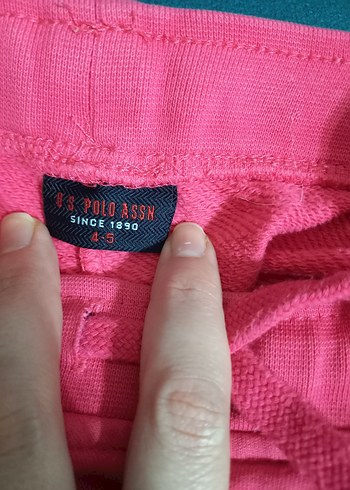 U.S. POLO ASSN
SINCE 1890
4-5